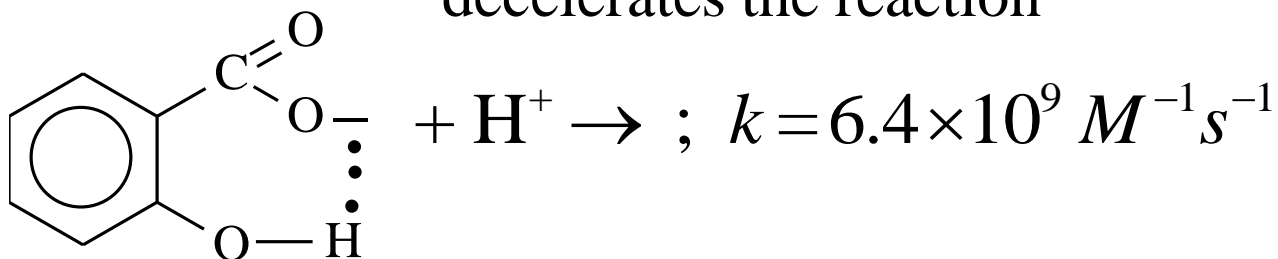 decelerates the reaction
O
C
O –
+ H⁺ → ; k = 6.4×10⁹ M⁻¹s⁻¹
O — H